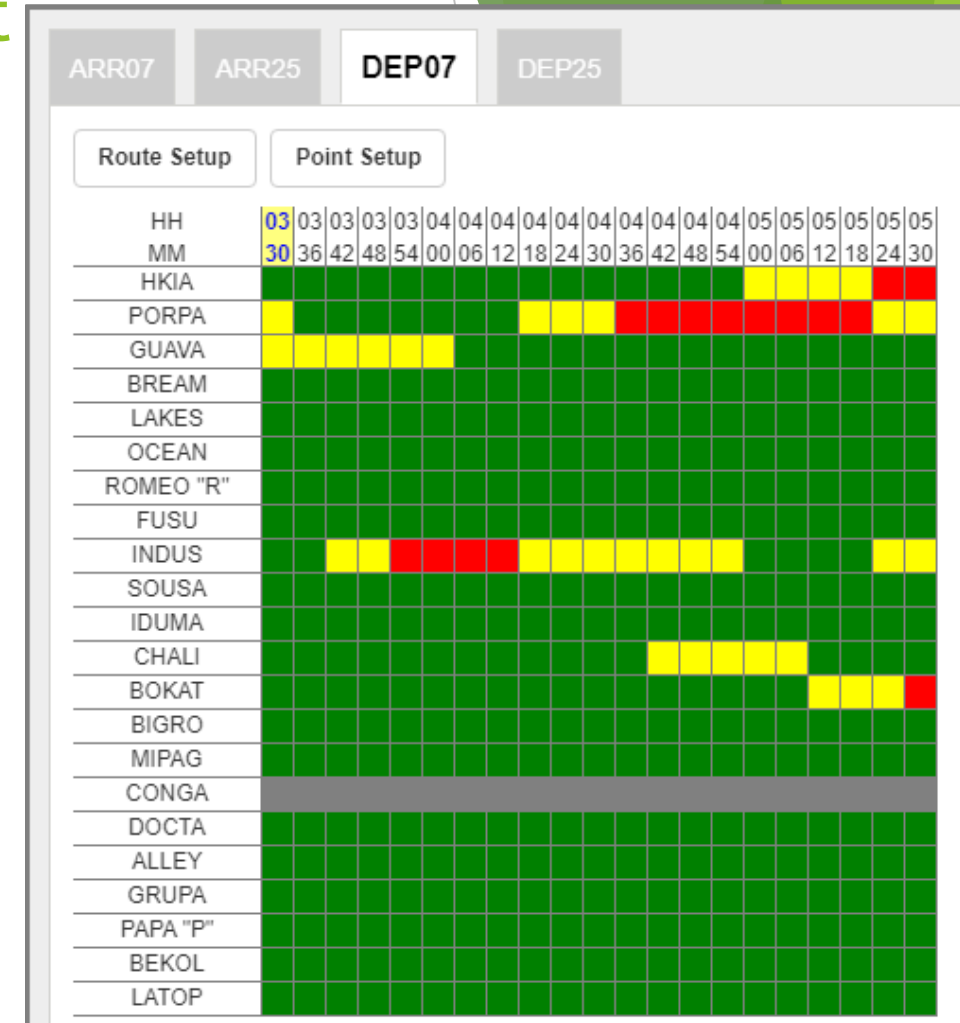 t
ARR07 ARR25 DEP07 DEP25
Route Setup Point Setup
HH 03 03 03 03 03 04 04 04 04 04 04 04 04 04 04 05 05 05 05 05 05
MM 30 36 42 48 54 00 06 12 18 24 30 36 42 48 54 00 06 12 18 24 30
HKIA
PORPA
GUAVA
BREAM
LAKES
OCEAN
ROMEO "R"
FUSU
INDUS
SOUSA
IDUMA
CHALI
BOKAT
BIGRO
MIPAG
CONGA
DOCTA
ALLEY
GRUPA
PAPA "P"
BEKOL
LATOP